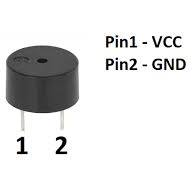 Pin1 - VCC
Pin2 - GND
1 2